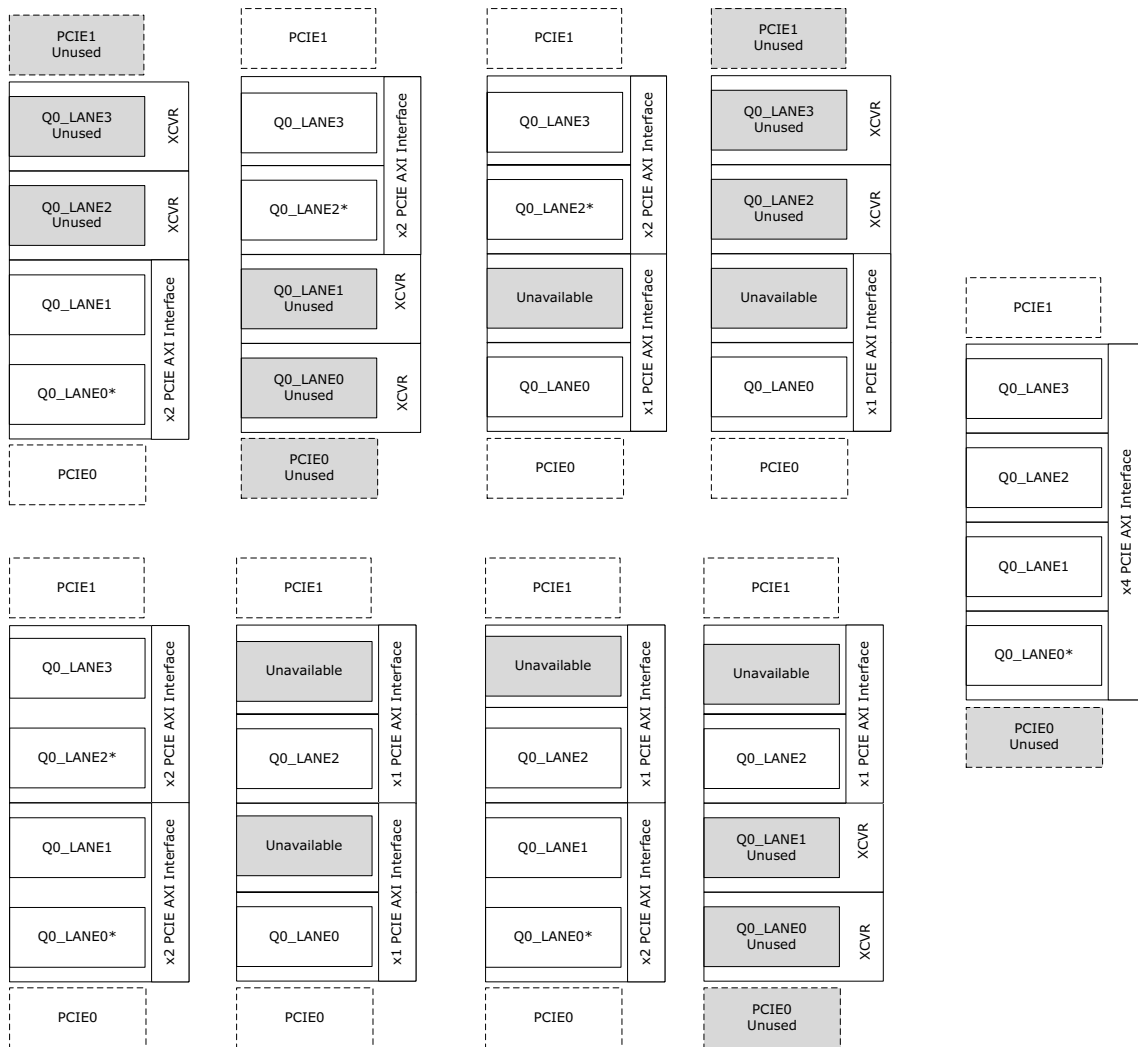 PCIE1
Unused
Q0_LANE3
Unused
XCVR
Q0_LANE2
Unused
XCVR
Q0_LANE1
Q0_LANE0*
x2 PCIE AXI Interface
PCIE0
PCIE1
Q0_LANE3
Q0_LANE2*
x2 PCIE AXI Interface
Q0_LANE1
Unused
XCVR
Q0_LANE0
Unused
XCVR
PCIE0
Unused
PCIE1
Q0_LANE3
Q0_LANE2*
x2 PCIE AXI Interface
Unavailable
Q0_LANE0
x1 PCIE AXI Interface
PCIE0
PCIE1
Unused
Q0_LANE3
Unused
XCVR
Q0_LANE2
Unused
XCVR
Unavailable
Q0_LANE0
x1 PCIE AXI Interface
PCIE0
PCIE1
Q0_LANE3
Q0_LANE2
Q0_LANE1
Q0_LANE0*
x4 PCIE AXI Interface
PCIE0
Unused
PCIE1
Q0_LANE3
Q0_LANE2*
x2 PCIE AXI Interface
Q0_LANE1
Q0_LANE0*
x2 PCIE AXI Interface
PCIE0
PCIE1
Unavailable
Q0_LANE2
x1 PCIE AXI Interface
Unavailable
Q0_LANE0
x1 PCIE AXI Interface
PCIE0
PCIE1
Unavailable
Q0_LANE2
x1 PCIE AXI Interface
Q0_LANE1
Q0_LANE0*
x2 PCIE AXI Interface
PCIE0
PCIE1
Unavailable
Q0_LANE2
x1 PCIE AXI Interface
Q0_LANE1
Unused
XCVR
Q0_LANE0
Unused
XCVR
PCIE0
Unused